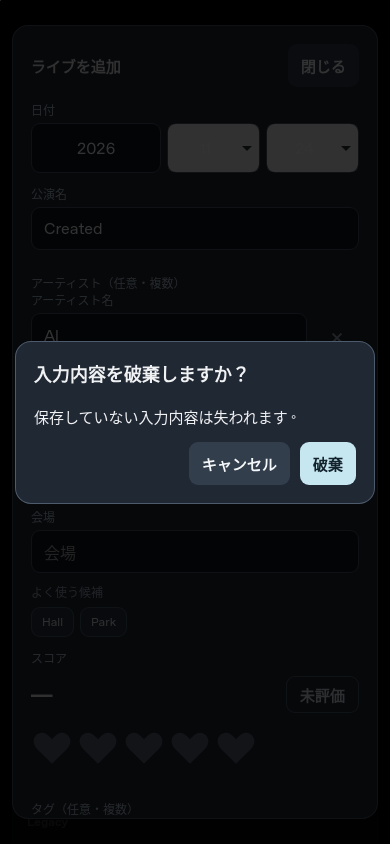 ライブを追加
閉じる
日付
2026
公演名
Created
アーティスト（任意・複数）
アーティスト名
×
入力内容を破棄しますか？
保存していない入力内容は失われます。
キャンセル
破棄
会場
会場
よく使う候補
Hall
Park
スコア
—
未評価
タグ（任意・複数）